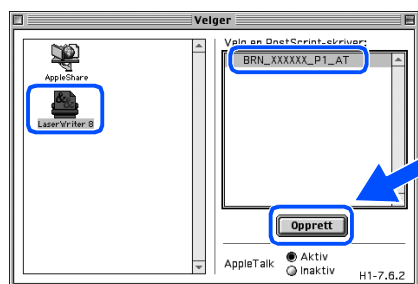 Velger
AppleShare
LaserWriter 8
Velg en PostScript-skriver:
BRN_XXXXXX_P1_AT
Opprett
AppleTalk
Aktiv
Inaktiv
H1-7.6.2